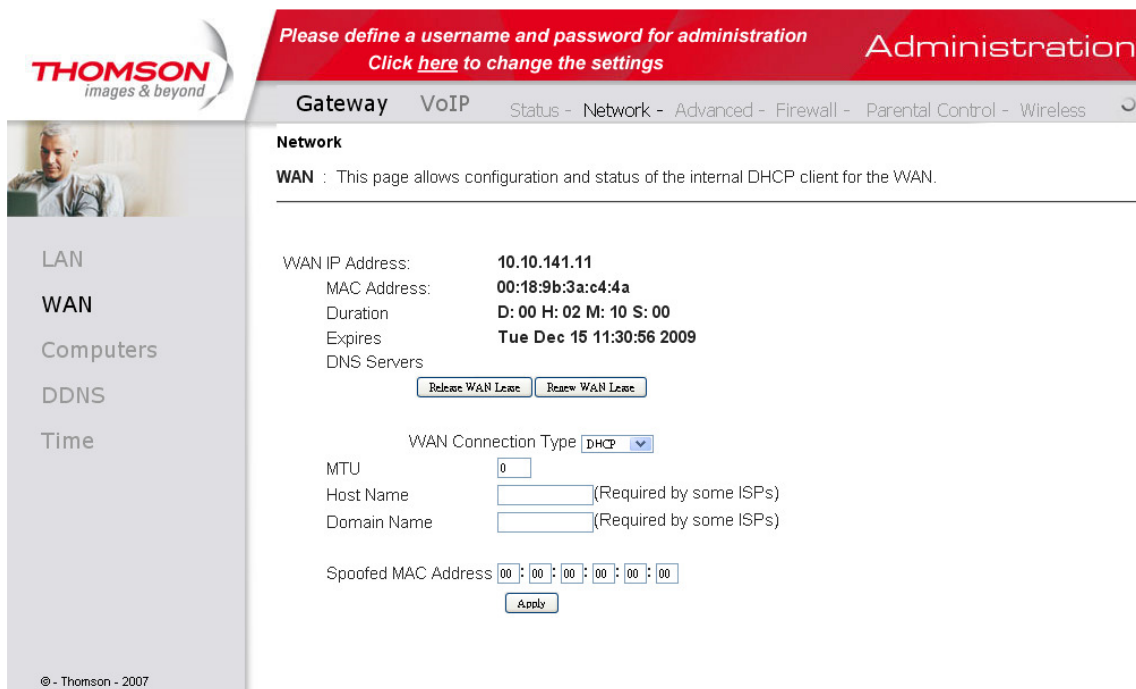 Please define a username and password for administration
Click here to change the settings
Administration
THOMSON
images & beyond
Gateway VoIP Status - Network - Advanced - Firewall - Parental Control - Wireless
Network
WAN : This page allows configuration and status of the internal DHCP client for the WAN.
LAN
WAN
Computers
DDNS
Time
WAN IP Address: 10.10.141.11
MAC Address: 00:18:9b:3a:c4:4a
Duration D: 00 H: 02 M: 10 S: 00
Expires Tue Dec 15 11:30:56 2009
DNS Servers
Release WAN Lease Renew WAN Lease
WAN Connection Type DHCP
MTU 0
Host Name (Required by some ISPs)
Domain Name (Required by some ISPs)
Spoofed MAC Address 00 : 00 : 00 : 00 : 00 : 00
Apply
© - Thomson - 2007